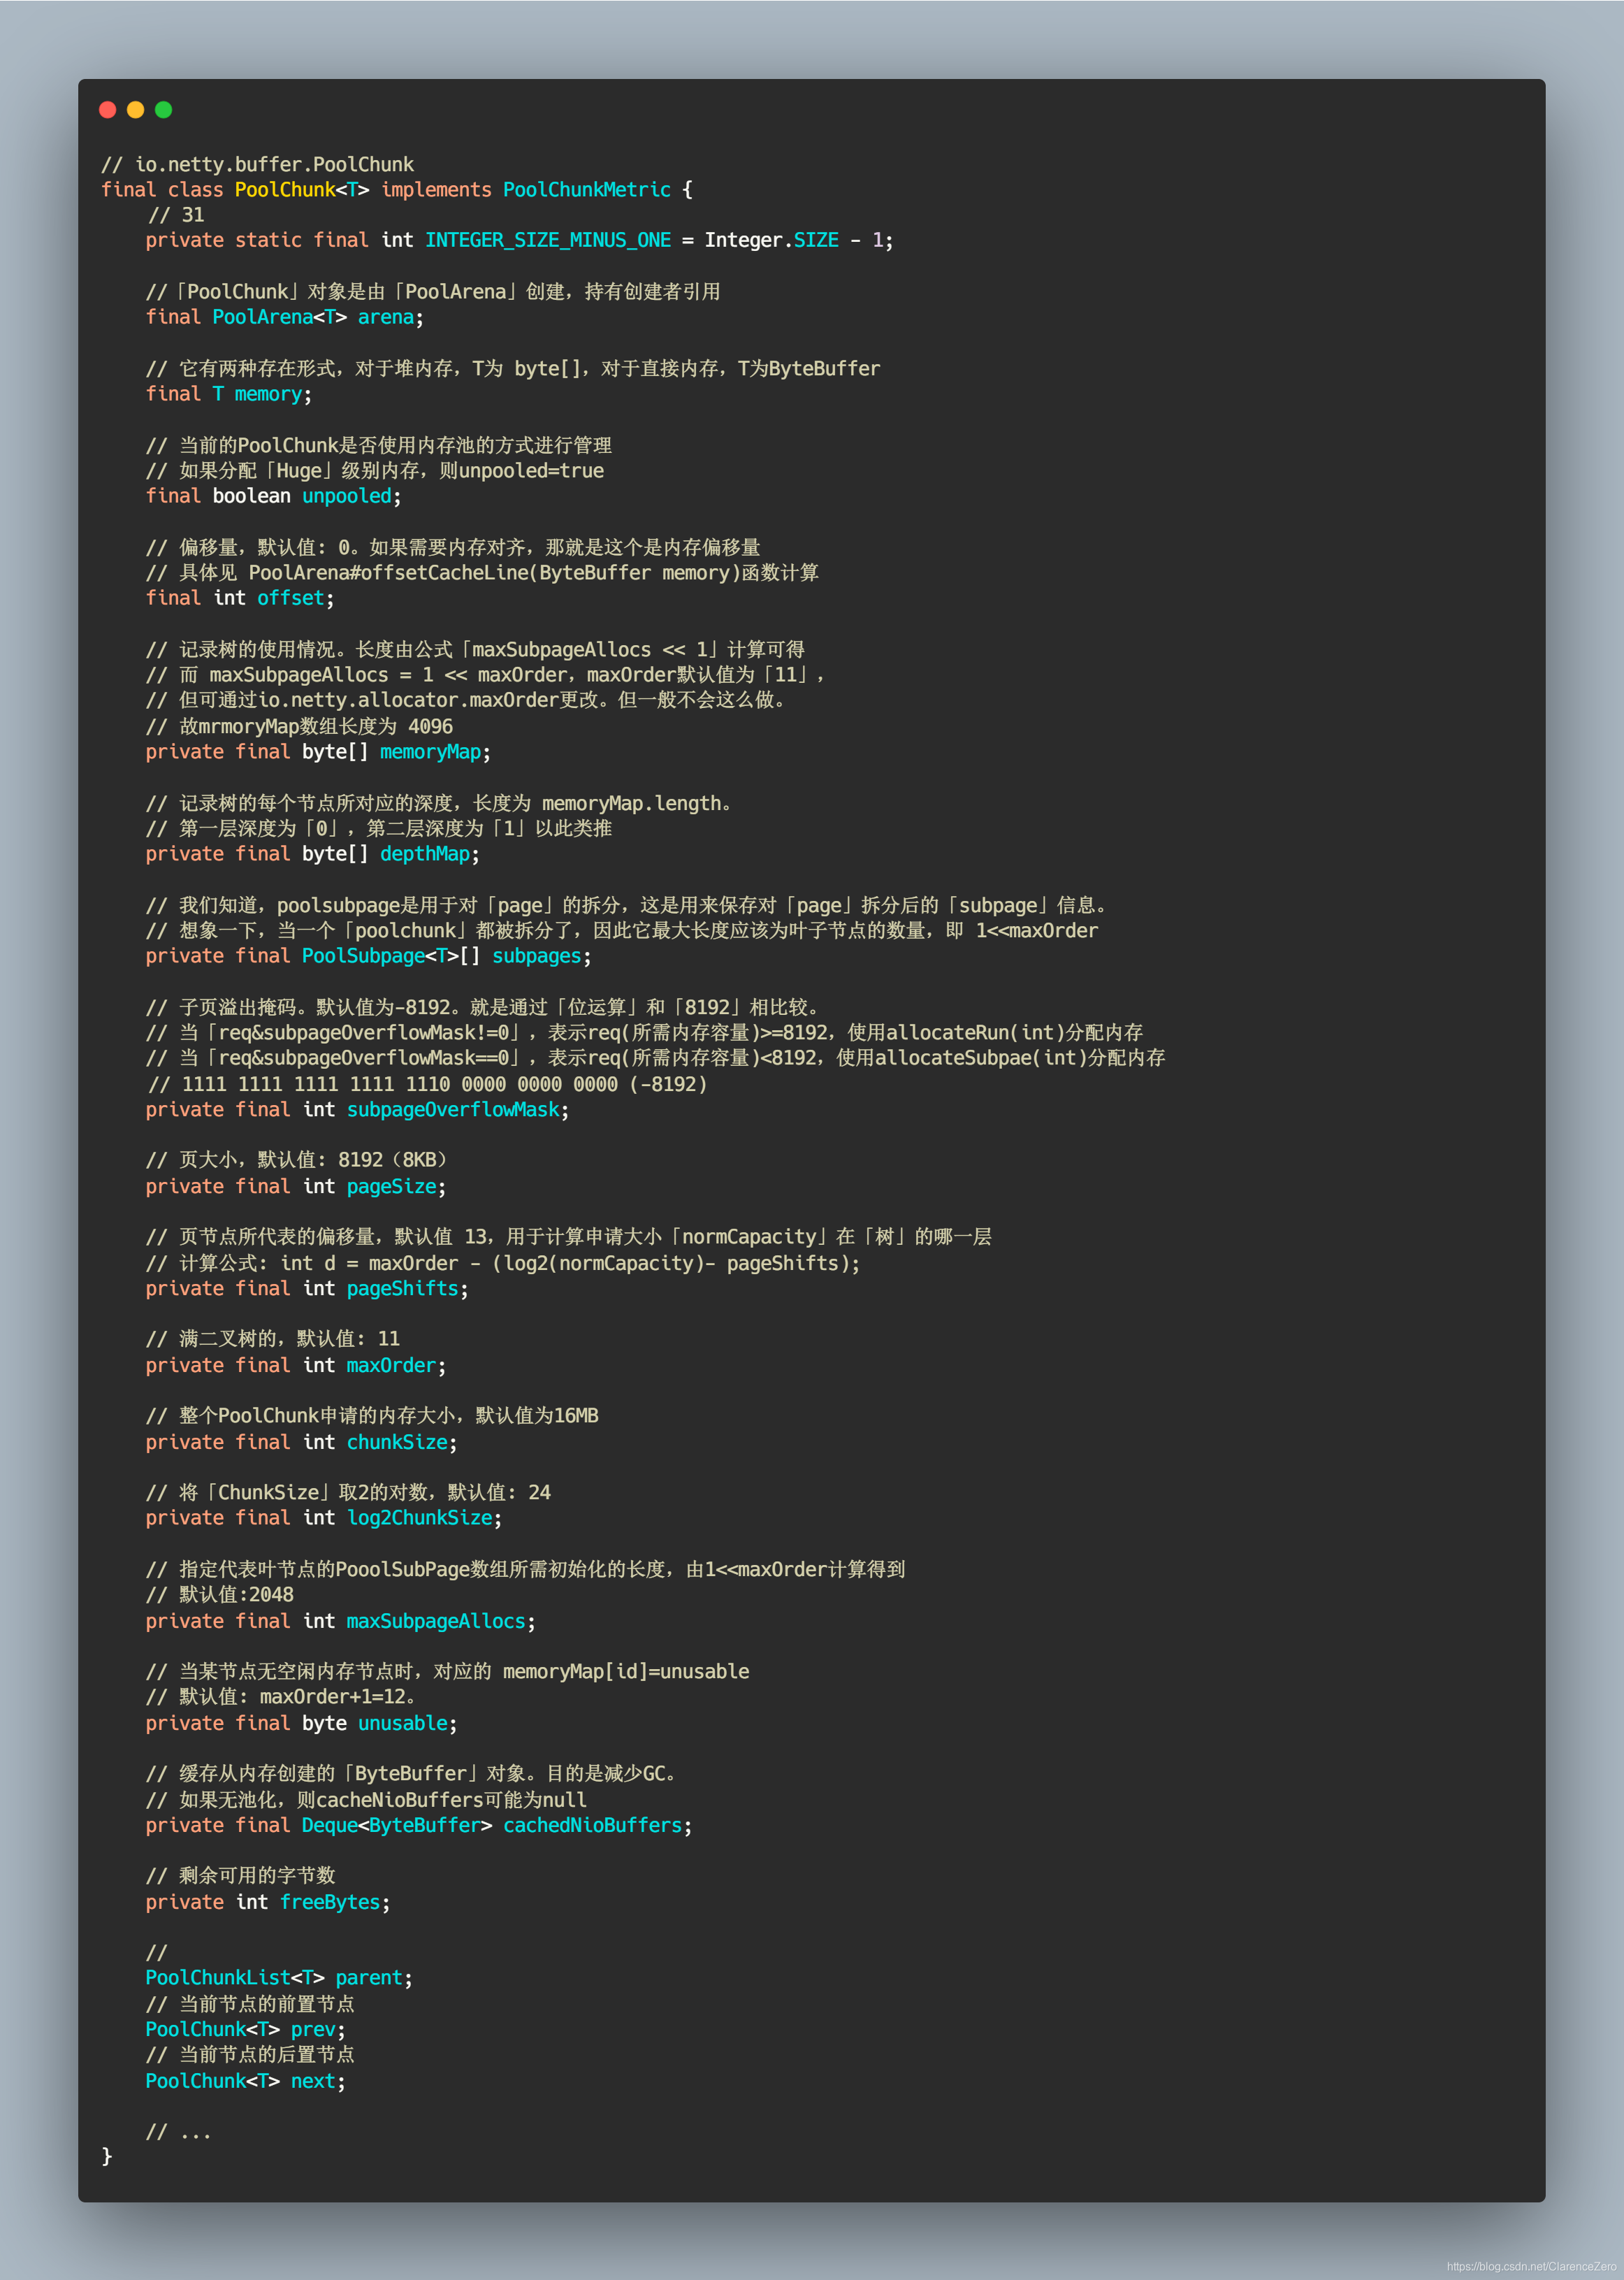 // io.netty.buffer.PoolChunk
final class PoolChunk<T> implements PoolChunkMetric {
// 31
private static final int INTEGER_SIZE_MINUS_ONE = Integer.SIZE - 1;
//「PoolChunk」对象是由「PoolArena」创建，持有创建者引用
final PoolArena<T> arena;
// 它有两种存在形式，对于堆内存，T为 byte[]，对于直接内存，T为ByteBuffer
final T memory;
// 当前的PoolChunk是否使用内存池的方式进行管理
// 如果分配「Huge」级别内存，则unpooled=true
final boolean unpooled;
// 偏移量，默认值: 0。如果需要内存对齐，那就是这个是内存偏移量
// 具体见 PoolArena#offsetCacheLine(ByteBuffer memory)函数计算
final int offset;
// 记录树的使用情况。长度由公式「maxSubpageAllocs << 1」计算可得
// 而 maxSubpageAllocs = 1 << maxOrder，maxOrder默认值为「11」，
// 但可通过io.netty.allocator.maxOrder更改。但一般不会这么做。
// 故mrmoryMap数组长度为 4096
private final byte[] memoryMap;
// 记录树的每个节点所对应的深度，长度为 memoryMap.length。
// 第一层深度为「0」，第二层深度为「1」以此类推
private final byte[] depthMap;
// 我们知道，poolsubpage是用于对「page」的拆分，这是用来保存对「page」拆分后的「subpage」信息。
// 想象一下，当一个「poolchunk」都被拆分了，因此它最大长度应该为叶子节点的数量，即 1<<maxOrder
private final PoolSubpage<T>[] subpages;
// 子页溢出掩码。默认值为-8192。就是通过「位运算」和「8192」相比较。
// 当「req&subpageOverflowMask!=0」，表示req(所需内存容量)>=8192，使用allocateRun(int)分配内存
// 当「req&subpageOverflowMask==0」，表示req(所需内存容量)<8192，使用allocateSubpae(int)分配内存
// 1111 1111 1111 1111 1110 0000 0000 0000 (-8192)
private final int subpageOverflowMask;
// 页大小，默认值: 8192（8KB）
private final int pageSize;
// 页节点所代表的偏移量，默认值 13，用于计算申请大小「normCapacity」在「树」的哪一层
// 计算公式: int d = maxOrder - (log2(normCapacity)- pageShifts);
private final int pageShifts;
// 满二叉树的，默认值: 11
private final int maxOrder;
// 整个PoolChunk申请的内存大小，默认值为16MB
private final int chunkSize;
// 将「ChunkSize」取2的对数，默认值: 24
private final int log2ChunkSize;
// 指定代表叶节点的PooolSubPage数组所需初始化的长度，由1<<maxOrder计算得到
// 默认值:2048
private final int maxSubpageAllocs;
// 当某节点无空闲内存节点时，对应的 memoryMap[id]=unusable
// 默认值: maxOrder+1=12。
private final byte unusable;
// 缓存从内存创建的「ByteBuffer」对象。目的是减少GC。
// 如果无池化，则cacheNioBuffers可能为null
private final Deque<ByteBuffer> cachedNioBuffers;
// 剩余可用的字节数
private int freeBytes;
//
PoolChunkList<T> parent;
// 当前节点的前置节点
PoolChunk<T> prev;
// 当前节点的后置节点
PoolChunk<T> next;
// ...
}
https://blog.csdn.net/ClarenceZero